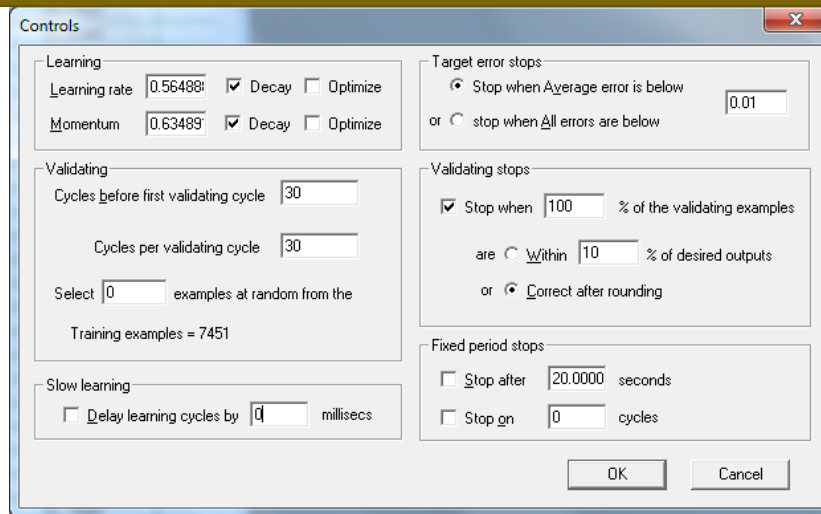 Controls
Learning
Learning rate 0.56488 Decay Optimize
Momentum 0.63489 Decay Optimize
Validating
Cycles before first validating cycle 30
Cycles per validating cycle 30
Select 0 examples at random from the
Training examples = 7451
Slow learning
Delay learning cycles by 0 millisecs
Target error stops
Stop when Average error is below
0.01
or stop when All errors are below
Validating stops
Stop when 100 % of the validating examples
are Within 10 % of desired outputs
or Correct after rounding
Fixed period stops
Stop after 20.0000 seconds
Stop on 0 cycles
OK Cancel